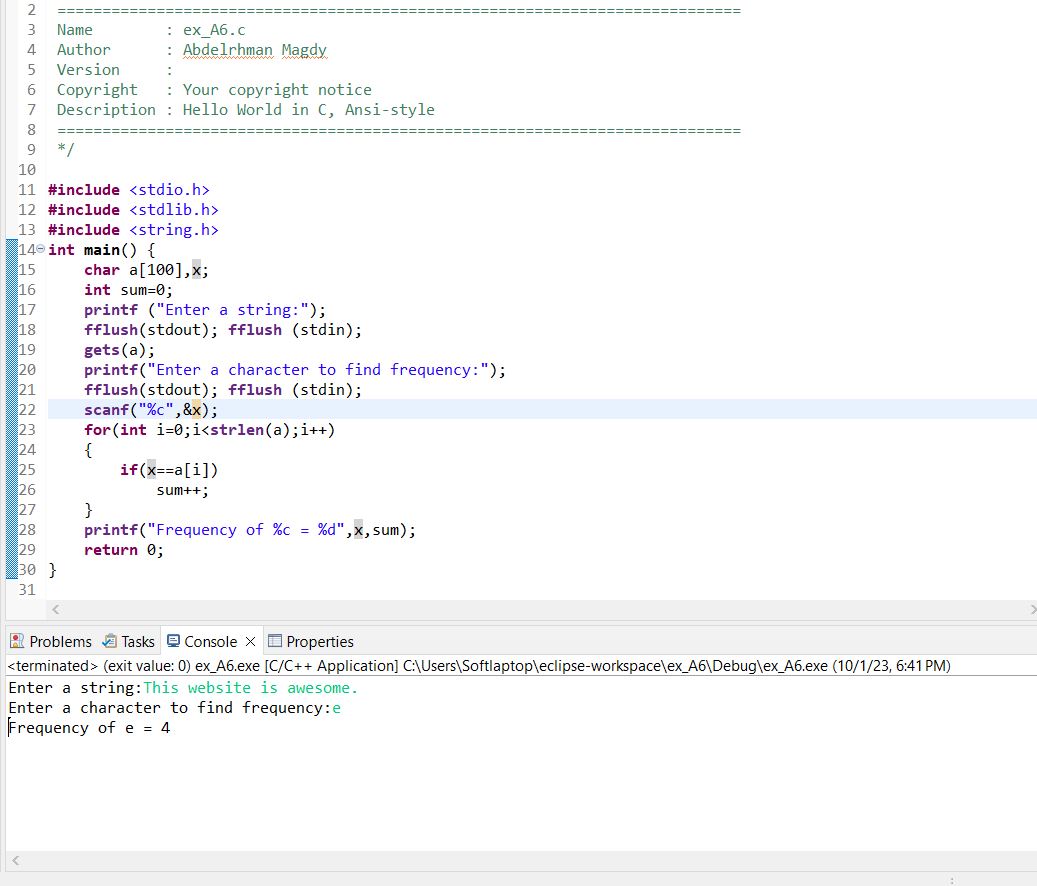 2 ============================================================================
3 Name        : ex_A6.c
4 Author      : Abdelrhman Magdy
5 Version     :
6 Copyright   : Your copyright notice
7 Description : Hello World in C, Ansi-style
8 ============================================================================
9 */
10
11 #include <stdio.h>
12 #include <stdlib.h>
13 #include <string.h>
14 int main() {
15     char a[100],x;
16     int sum=0;
17     printf ("Enter a string:");
18     fflush(stdout); fflush (stdin);
19     gets(a);
20     printf("Enter a character to find frequency:");
21     fflush(stdout); fflush (stdin);
22     scanf("%c",&x);
23     for(int i=0;i<strlen(a);i++)
24     {
25         if(x==a[i])
26             sum++;
27     }
28     printf("Frequency of %c = %d",x,sum);
29     return 0;
30 }
31
Problems Tasks Console Properties
<terminated> (exit value: 0) ex_A6.exe [C/C++ Application] C:\Users\Softlaptop\eclipse-workspace\ex_A6\Debug\ex_A6.exe (10/1/23, 6:41 PM)
Enter a string:This website is awesome.
Enter a character to find frequency:e
Frequency of e = 4